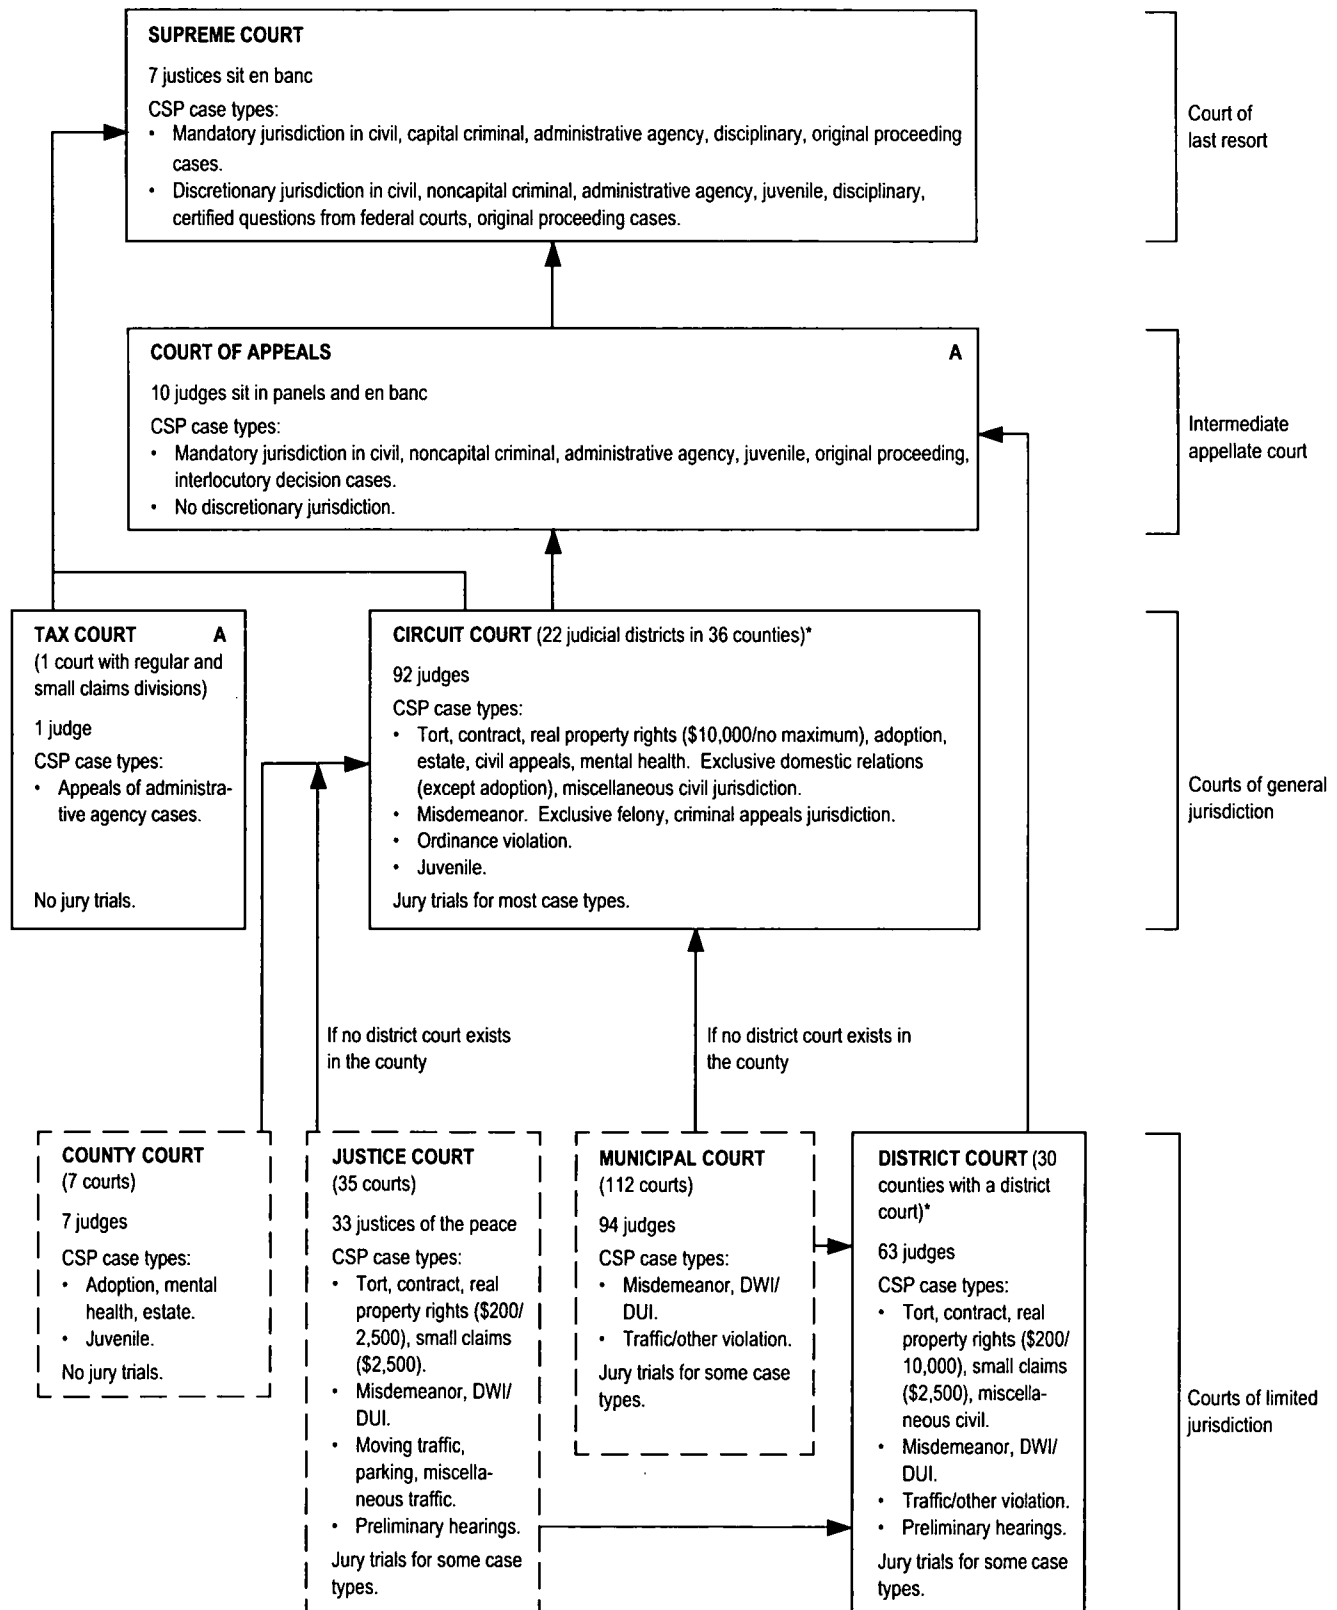 SUPREME COURT
7 justices sit en banc
CSP case types:
• Mandatory jurisdiction in civil, capital criminal, administrative agency, disciplinary, original proceeding
cases.
• Discretionary jurisdiction in civil, noncapital criminal, administrative agency, juvenile, disciplinary,
certified questions from federal courts, original proceeding cases.
Court of
last resort
COURT OF APPEALS A
10 judges sit in panels and en banc
CSP case types:
• Mandatory jurisdiction in civil, noncapital criminal, administrative agency, juvenile, original proceeding,
interlocutory decision cases.
• No discretionary jurisdiction.
Intermediate
appellate court
TAX COURT A
(1 court with regular and
small claims divisions)
1 judge
CSP case types:
• Appeals of administra-
tive agency cases.
No jury trials.
CIRCUIT COURT (22 judicial districts in 36 counties)*
92 judges
CSP case types:
• Tort, contract, real property rights ($10,000/no maximum), adoption,
estate, civil appeals, mental health. Exclusive domestic relations
(except adoption), miscellaneous civil jurisdiction.
• Misdemeanor. Exclusive felony, criminal appeals jurisdiction.
• Ordinance violation.
• Juvenile.
Jury trials for most case types.
Courts of general
jurisdiction
If no district court exists
in the county
If no district court exists in
the county
COUNTY COURT
(7 courts)
7 judges
CSP case types:
• Adoption, mental
health, estate.
• Juvenile.
No jury trials.
JUSTICE COURT
(35 courts)
33 justices of the peace
CSP case types:
• Tort, contract, real
property rights ($200/
2,500), small claims
($2,500).
• Misdemeanor, DWI/
DUI.
• Moving traffic,
parking, miscella-
neous traffic.
• Preliminary hearings.
Jury trials for some case
types.
MUNICIPAL COURT
(112 courts)
94 judges
CSP case types:
• Misdemeanor, DWI/
DUI.
• Traffic/other violation.
Jury trials for some case
types.
DISTRICT COURT (30
counties with a district
court)*
63 judges
CSP case types:
• Tort, contract, real
property rights ($200/
10,000), small claims
($2,500), miscella-
neous civil.
• Misdemeanor, DWI/
DUI.
• Traffic/other violation.
• Preliminary hearings.
Jury trials for some case
types.
Courts of limited
jurisdiction